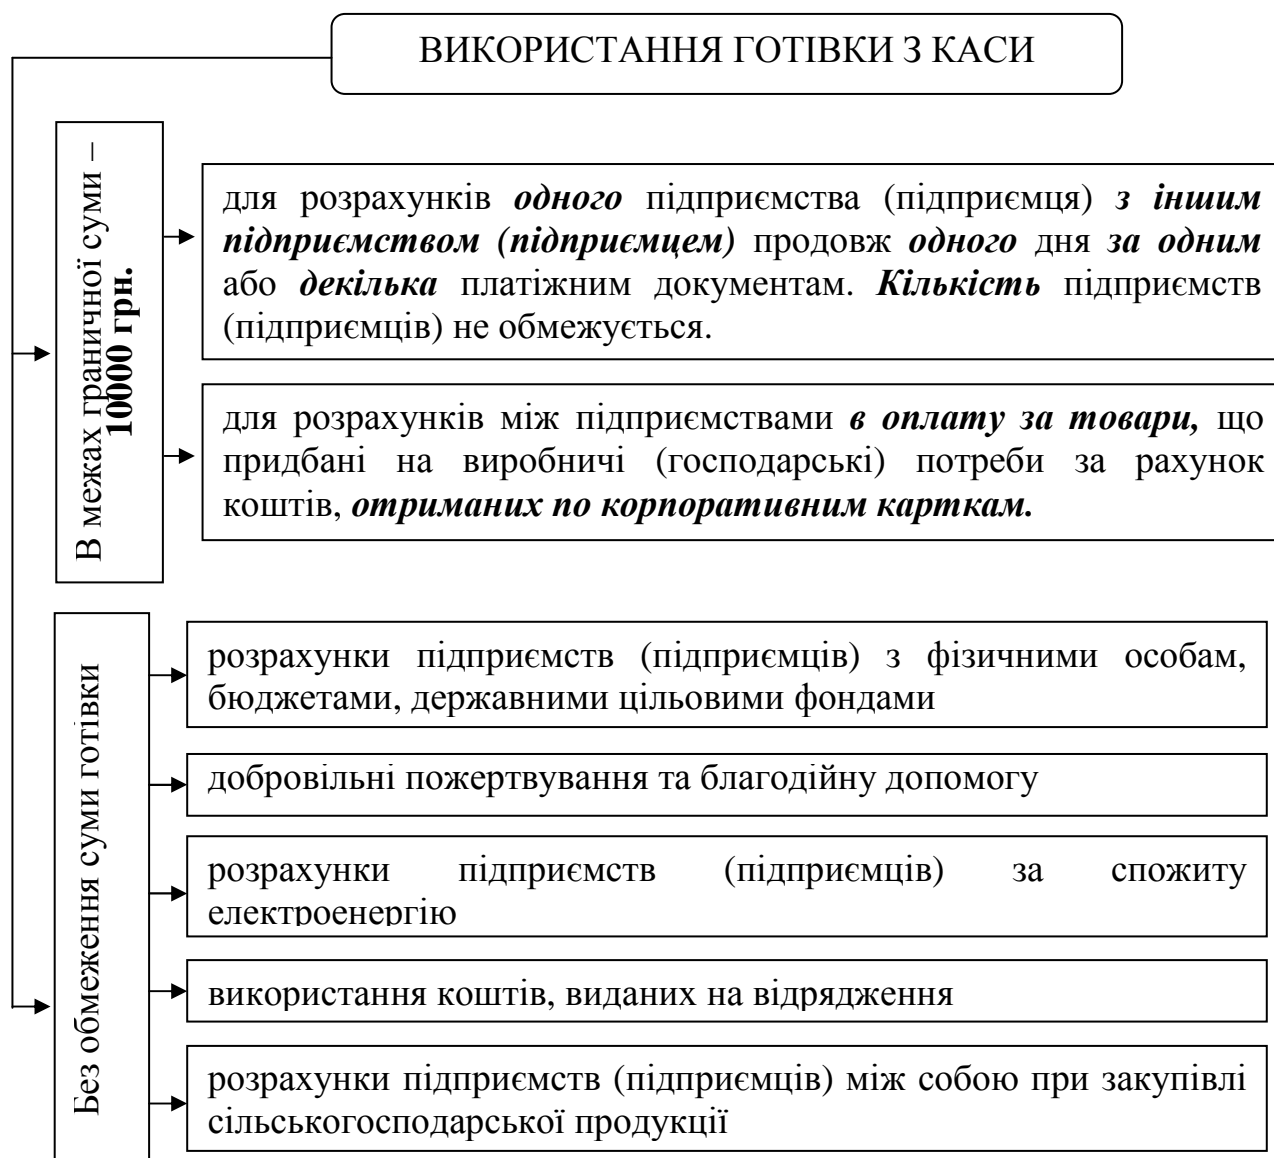 ВИКОРИСТАННЯ ГОТІВКИ З КАСИ
В межах граничної суми –
10000 грн.
для розрахунків одного підприємства (підприємця) з іншим
підприємством (підприємцем) продовж одного дня за одним
або декілька платіжним документам. Кількість підприємств
(підприємців) не обмежується.
для розрахунків між підприємствами в оплату за товари, що
придбані на виробничі (господарські) потреби за рахунок
коштів, отриманих по корпоративним карткам.
Без обмеження суми готівки
розрахунки підприємств (підприємців) з фізичними особам,
бюджетами, державними цільовими фондами
добровільні пожертвування та благодійну допомогу
розрахунки підприємств (підприємців) за спожиту
електроенергію
використання коштів, виданих на відрядження
розрахунки підприємств (підприємців) між собою при закупівлі
сільськогосподарської продукції